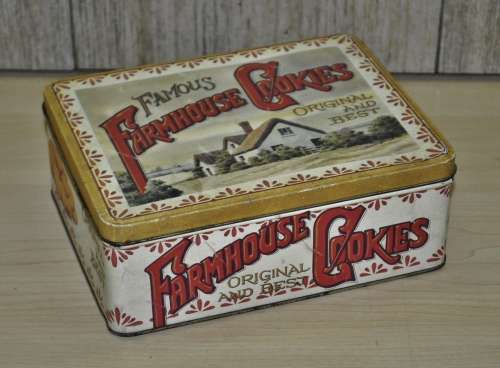 FAMOUS
FARMHOUSE COOKIES
ORIGINAL
AND
BEST
FARMHOUSE COOKIES
ORIGINAL
AND BEST